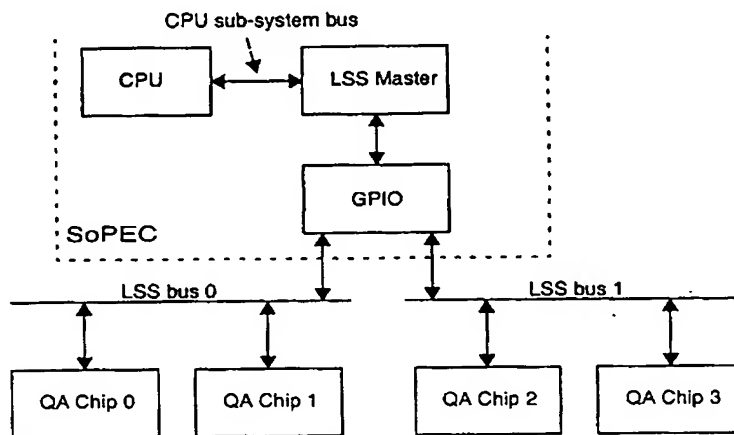 CPU sub-system bus
CPU
LSS Master
GPIO
SoPEC
LSS bus 0
LSS bus 1
QA Chip 0
QA Chip 1
QA Chip 2
QA Chip 3